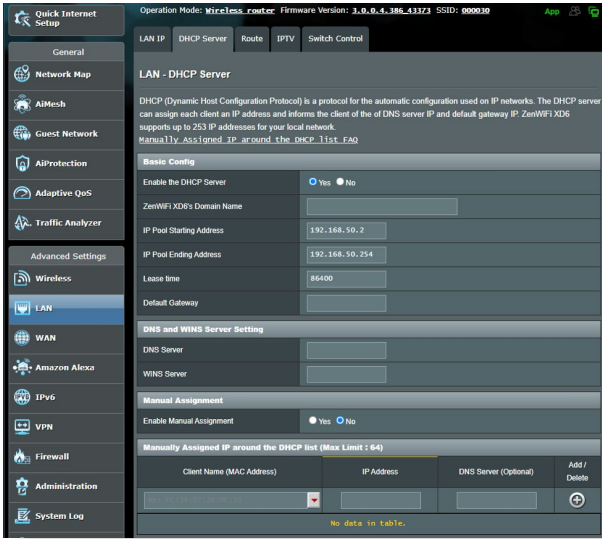 Quick Internet
Setup
General
Network Map
AiMesh
Guest Network
AiProtection
Adaptive QoS
Traffic Analyzer
Advanced Settings
Wireless
LAN
WAN
Amazon Alexa
IPv6
VPN
Firewall
Administration
System Log
Operation Mode: Wireless router Firmware Version: 3.0.0.4.386_43373 SSID: 000030
App
LAN IP DHCP Server Route IPTV Switch Control
LAN - DHCP Server
DHCP (Dynamic Host Configuration Protocol) is a protocol for the automatic configuration used on IP networks. The DHCP server
can assign each client an IP address and informs the client of the of DNS server IP and default gateway IP. ZenWiFi XD6
supports up to 253 IP addresses for your local network.
Manually Assigned IP around the DHCP list FAQ
Basic Config
Enable the DHCP Server Yes No
ZenWiFi XD6's Domain Name
IP Pool Starting Address 192.168.50.2
IP Pool Ending Address 192.168.50.254
Lease time 86400
Default Gateway
DNS and WINS Server Setting
DNS Server
WINS Server
Manual Assignment
Enable Manual Assignment Yes No
Manually Assigned IP around the DHCP list (Max Limit : 64)
Client Name (MAC Address) IP Address DNS Server (Optional) Add /
Delete
No data in table.